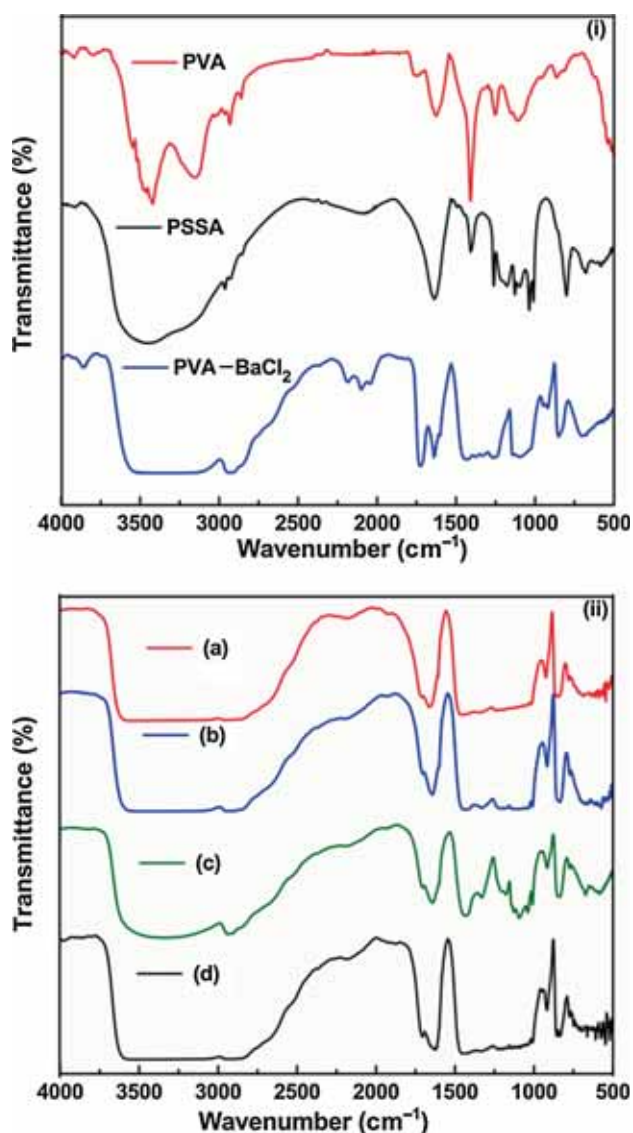 (i)
PVA
PSSA
PVA–BaCl₂
Transmittance (%)
4000 3500 3000 2500 2000 1500 1000 500
Wavenumber (cm⁻¹)
(ii)
(a)
(b)
(c)
(d)
Transmittance (%)
4000 3500 3000 2500 2000 1500 1000 500
Wavenumber (cm⁻¹)